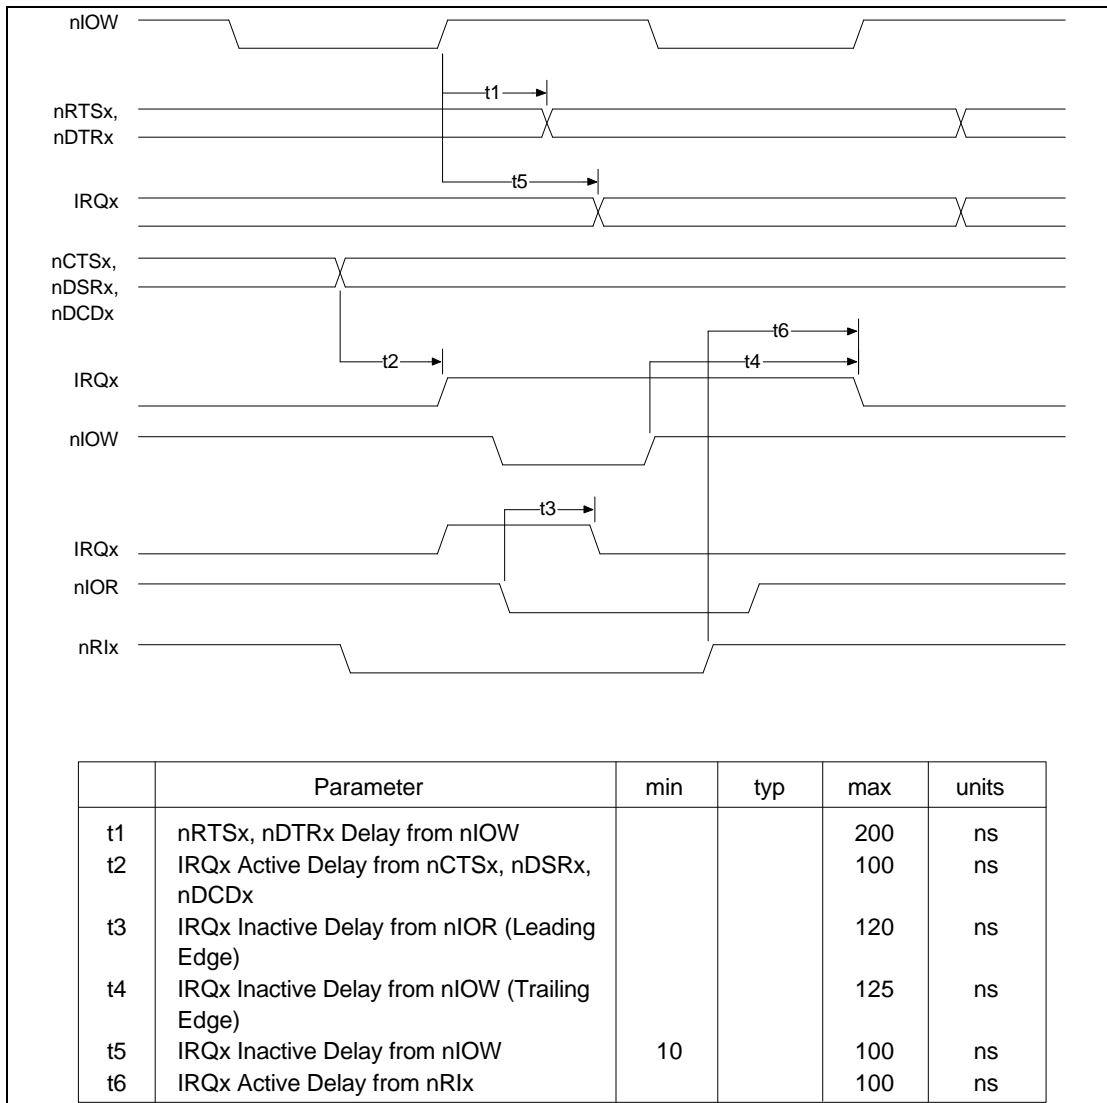 nIOW
t1
nRTSx,
nDTRx
t5
IRQx
nCTSx,
nDSRx,
nDCDx
t6
t2
t4
IRQx
nIOW
t3
IRQx
nIOR
nRIx
Parameter min typ max units
t1 nRTSx, nDTRx Delay from nIOW 200 ns
t2 IRQx Active Delay from nCTSx, nDSRx, 100 ns
nDCDx
t3 IRQx Inactive Delay from nIOR (Leading 120 ns
Edge)
t4 IRQx Inactive Delay from nIOW (Trailing 125 ns
Edge)
t5 IRQx Inactive Delay from nIOW 10 100 ns
t6 IRQx Active Delay from nRIx 100 ns